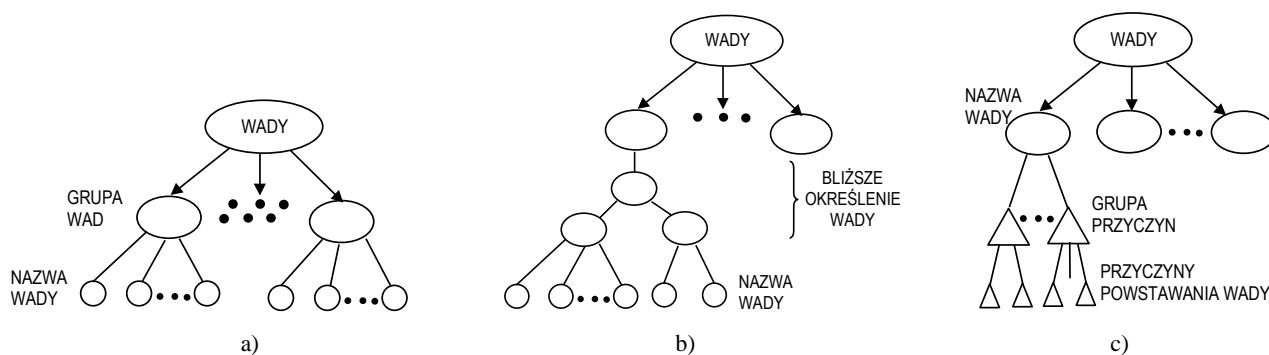 WADY
GRUPA
WAD
NAZWA
WADY
a)
WADY
BLIŻSZE
OKREŚLENIE
WADY
NAZWA
WADY
b)
WADY
NAZWA
WADY
GRUPA
PRZYCZYN
PRZYCZYNY
POWSTAWANIA WADY
c)